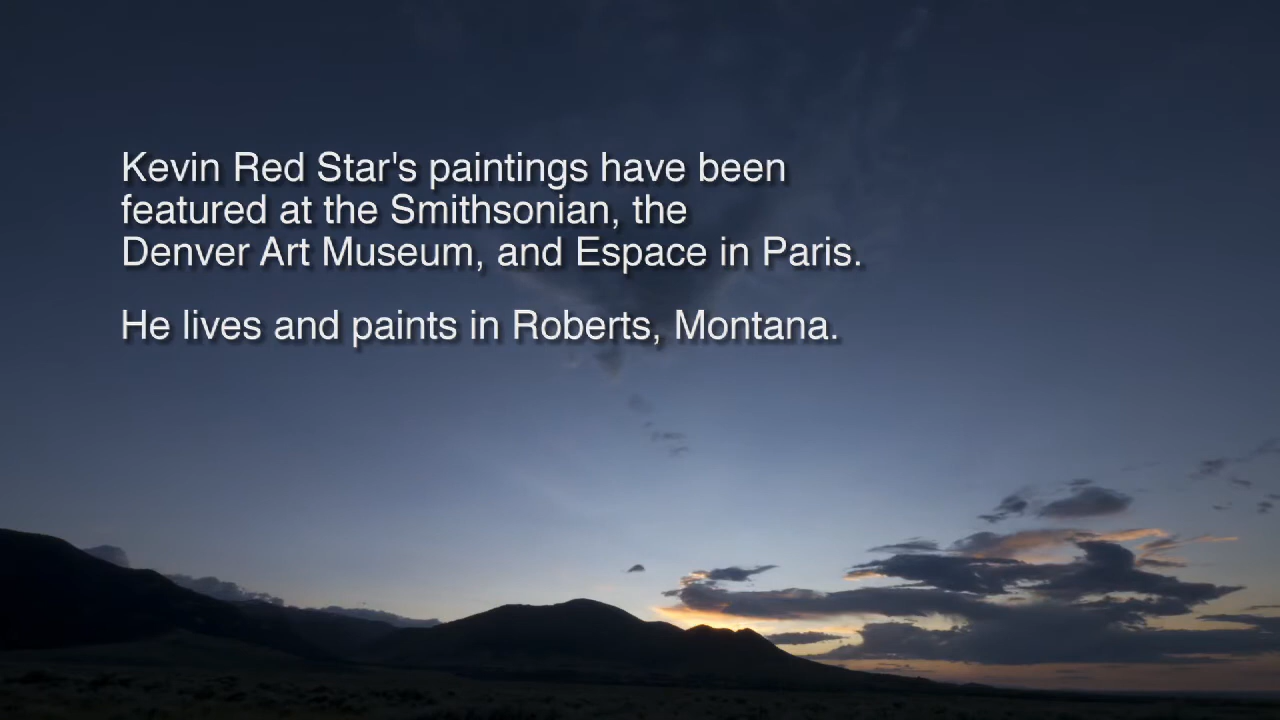 Kevin Red Star's paintings have been
featured at the Smithsonian, the
Denver Art Museum, and Espace in Paris.
He lives and paints in Roberts, Montana.